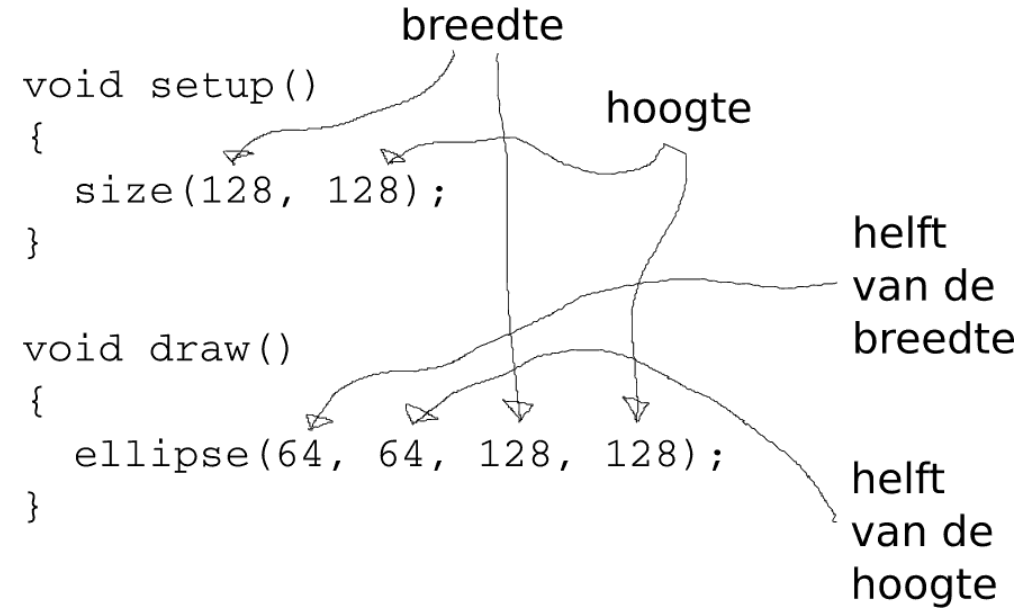 breedte
void setup()
hoogte
{
size(128, 128);
}
helft
van de
breedte
void draw()
{
ellipse(64, 64, 128, 128);
}
helft
van de
hoogte